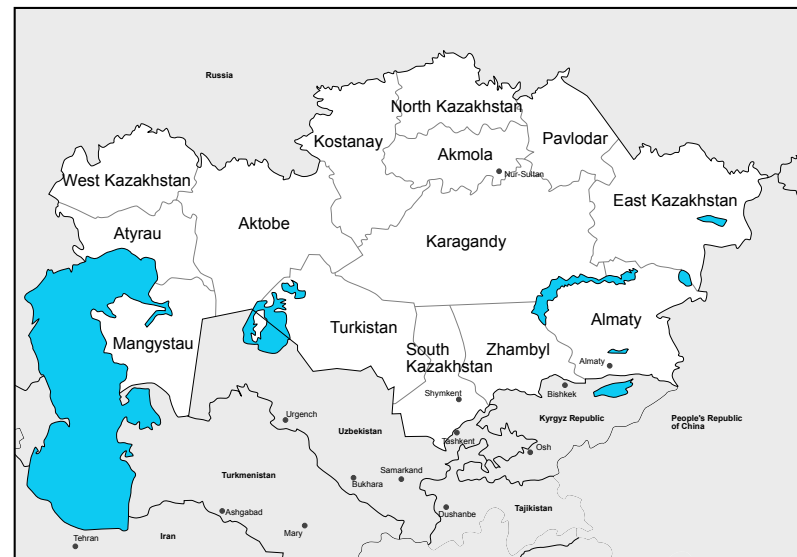 Russia
North Kazakhstan
Kostanay
Pavlodar
Akmola
Nur-Sultan
West Kazakhstan
East Kazakhstan
Atyrau
Aktobe
Karagandy
Turkistan
Almaty
Mangystau
South
Kazakhstan
Zhambyl
Almaty
Bishkek
Shymkent
Urgench
Kyrgyz Republic
People's Republic
of China
Uzbekistan
Tashkent
Osh
Turkmenistan
Samarkand
Bukhara
Ashgabad
Dushanbe
Tajikistan
Mary
Iran
Tehran